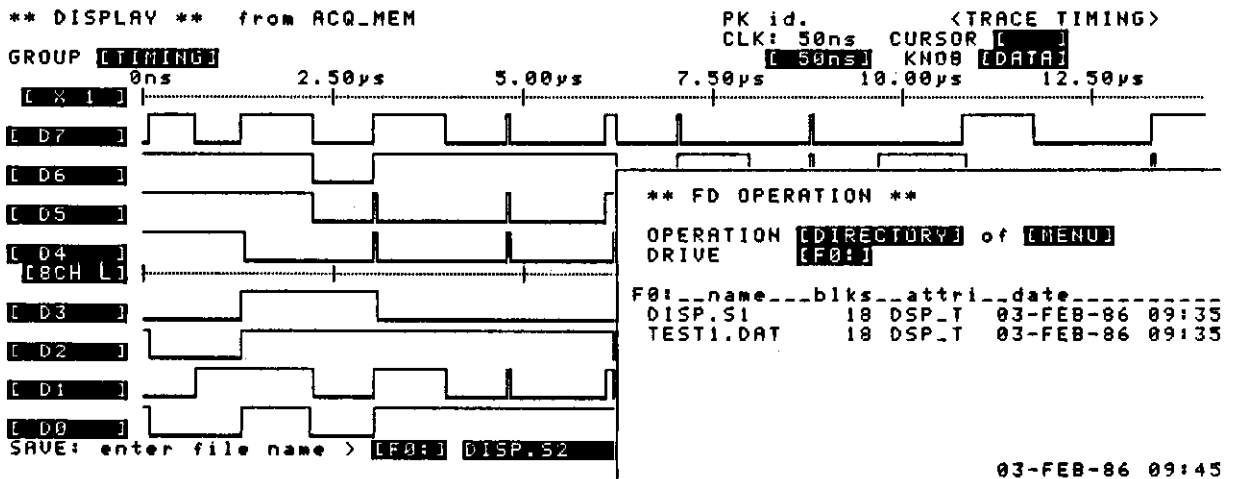 ** DISPLAY ** from ACQ_MEM PK id. <TRACE TIMING>
CLK: 50ns CURSOR [ ]
GROUP [TIMING] [ 50ns] KNOB [DATA]
0ns 2.50µs 5.00µs 7.50µs 10.00µs 12.50µs
[ X 1 ]
[ D7 ]
[ D6 ]
[ D5 ]
[ D4 ]
[8CH L]
[ D3 ]
[ D2 ]
[ D1 ]
[ D0 ]
SAVE: enter file name > [F0:] DISP.S2
** FD OPERATION **
OPERATION [DIRECTORY] of [MENU]
DRIVE [F0:]
F0:__name___blks__attri__date__________
DISP.S1 18 DSP_T 03-FEB-86 09:35
TEST1.DAT 18 DSP_T 03-FEB-86 09:35
03-FEB-86 09:45